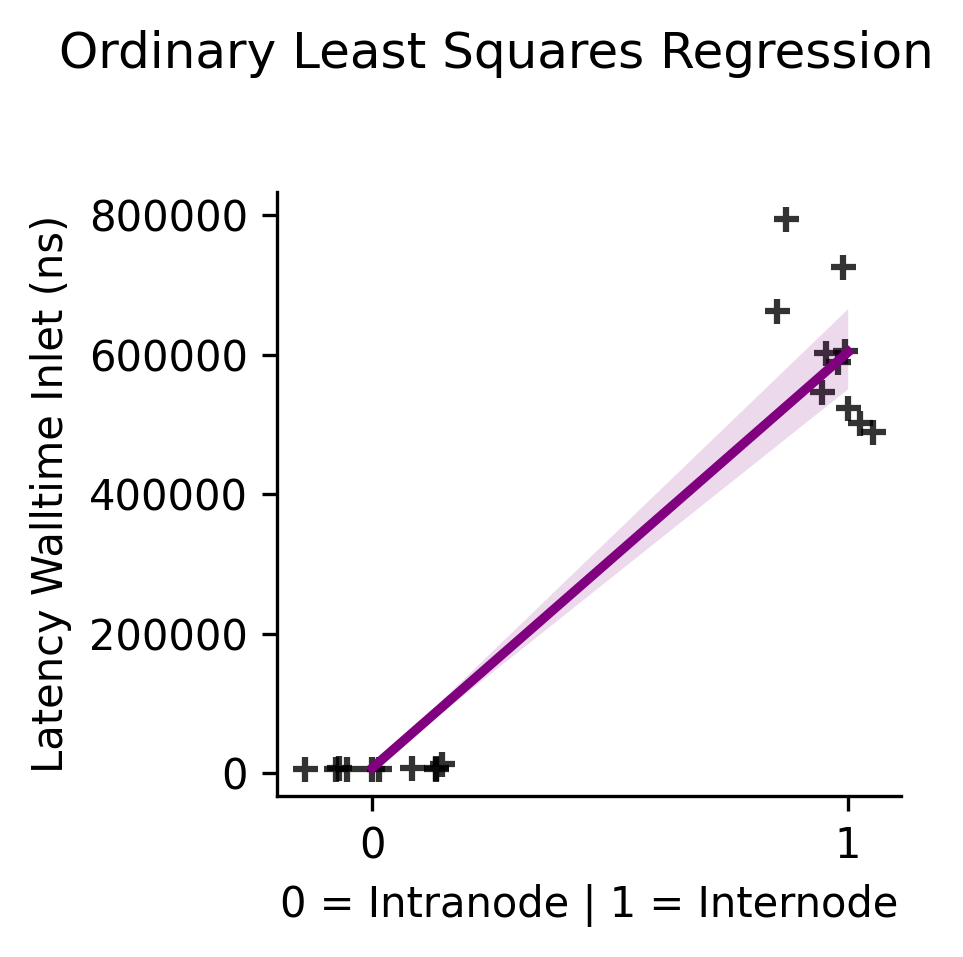 Ordinary Least Squares Regression
Latency Walltime Inlet (ns)
800000
600000
400000
200000
0
0 1
0 = Intranode | 1 = Internode